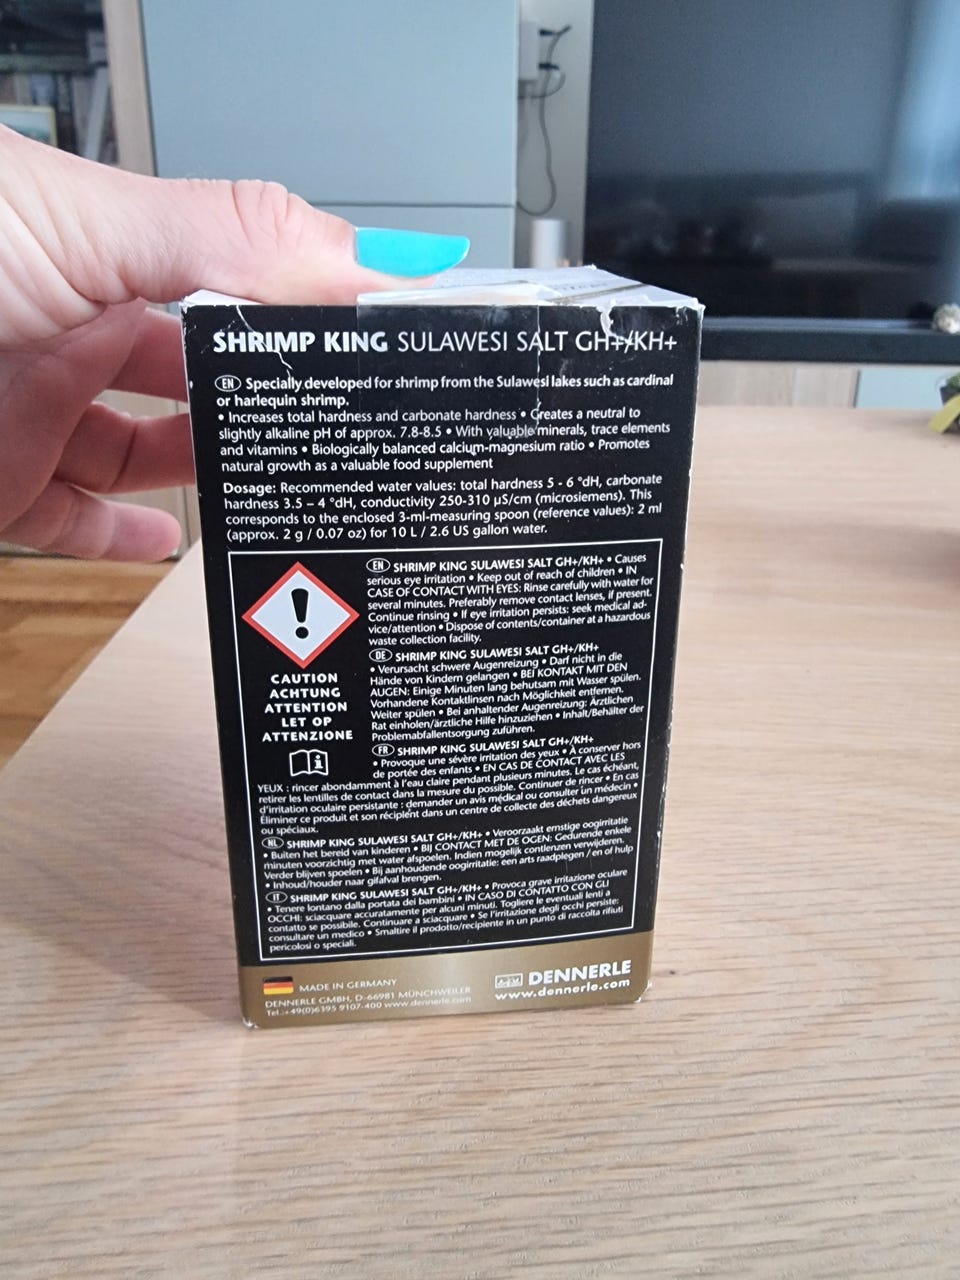 SHRIMP KING SULAWESI SALT GH+/KH+
EN Specially developed for shrimp from the Sulawesi lakes such as cardinal
or harlequin shrimp.
• Increases total hardness and carbonate hardness • Creates a neutral to
slightly alkaline pH of approx. 7.8-8.5 • With valuable minerals, trace elements
and vitamins • Biologically balanced calcium-magnesium ratio • Promotes
natural growth as a valuable food supplement
Dosage: Recommended water values: total hardness 5 - 6 °dH, carbonate
hardness 3.5 – 4 °dH, conductivity 250-310 µS/cm (microsiemens). This
corresponds to the enclosed 3-ml-measuring spoon (reference values): 2 ml
(approx. 2 g / 0.07 oz) for 10 L / 2.6 US gallon water.
CAUTION
ACHTUNG
ATTENTION
LET OP
ATTENZIONE
EN SHRIMP KING SULAWESI SALT GH+/KH+ • Causes
serious eye irritation • Keep out of reach of children • IN
CASE OF CONTACT WITH EYES: Rinse carefully with water for
several minutes. Preferably remove contact lenses, if present.
Continue rinsing • If eye irritation persists: seek medical ad-
vice/attention • Dispose of contents/container at a hazardous
waste collection facility.
DE SHRIMP KING SULAWESI SALT GH+/KH+
• Verursacht schwere Augenreizung • Darf nicht in die
Hände von Kindern gelangen • BEI KONTAKT MIT DEN
AUGEN: Einige Minuten lang behutsam mit Wasser spülen.
Vorhandene Kontaktlinsen nach Möglichkeit entfernen.
Weiter spülen • Bei anhaltender Augenreizung: Ärztlichen
Rat einholen/ärztliche Hilfe hinzuziehen • Inhalt/Behälter der
Problemabfallentsorgung zuführen.
FR SHRIMP KING SULAWESI SALT GH+/KH+
• Provoque une sévère irritation des yeux • À conserver hors
de portée des enfants • EN CAS DE CONTACT AVEC LES
YEUX : rincer abondamment à l'eau claire pendant plusieurs minutes. Le cas échéant,
retirer les lentilles de contact dans la mesure du possible. Continuer de rincer • En cas
d'irritation oculaire persistante : demander un avis médical ou consulter un médecin •
Éliminer ce produit et son récipient dans un centre de collecte des déchets dangereux
ou spéciaux.
NL SHRIMP KING SULAWESI SALT GH+/KH+ • Veroorzaakt ernstige oogirritatie
• Buiten het bereid van kinderen • BIJ CONTACT MET DE OGEN: Gedurende enkele
minuten voorzichtig met water afspoelen. Indien mogelijk contlenzen verwijderen.
Verder blijven spoelen • Bij aanhoudende oogirritatie: een arts raadplegen / en of hulp
• Inhoud/houder naar gifafval brengen.
IT SHRIMP KING SULAWESI SALT GH+/KH+ • Provoca grave irritazione oculare
• Tenere lontano dalla portata dei bambini • IN CASO DI CONTATTO CON GLI
OCCHI: sciacquare accuratamente per alcuni minuti. Togliere le eventuali lenti a
contatto se possibile. Continuare a sciacquare • Se l'irritazione degli occhi persiste:
consultare un medico • Smaltire il prodotto/recipiente in un punto di raccolta rifiuti
pericolosi o speciali.
MADE IN GERMANY
DENNERLE GMBH, D-66981 MÜNCHWEILER
Tel.:+49(0)6395 9107-400 www.dennerle.com
DENNERLE
www.dennerle.com